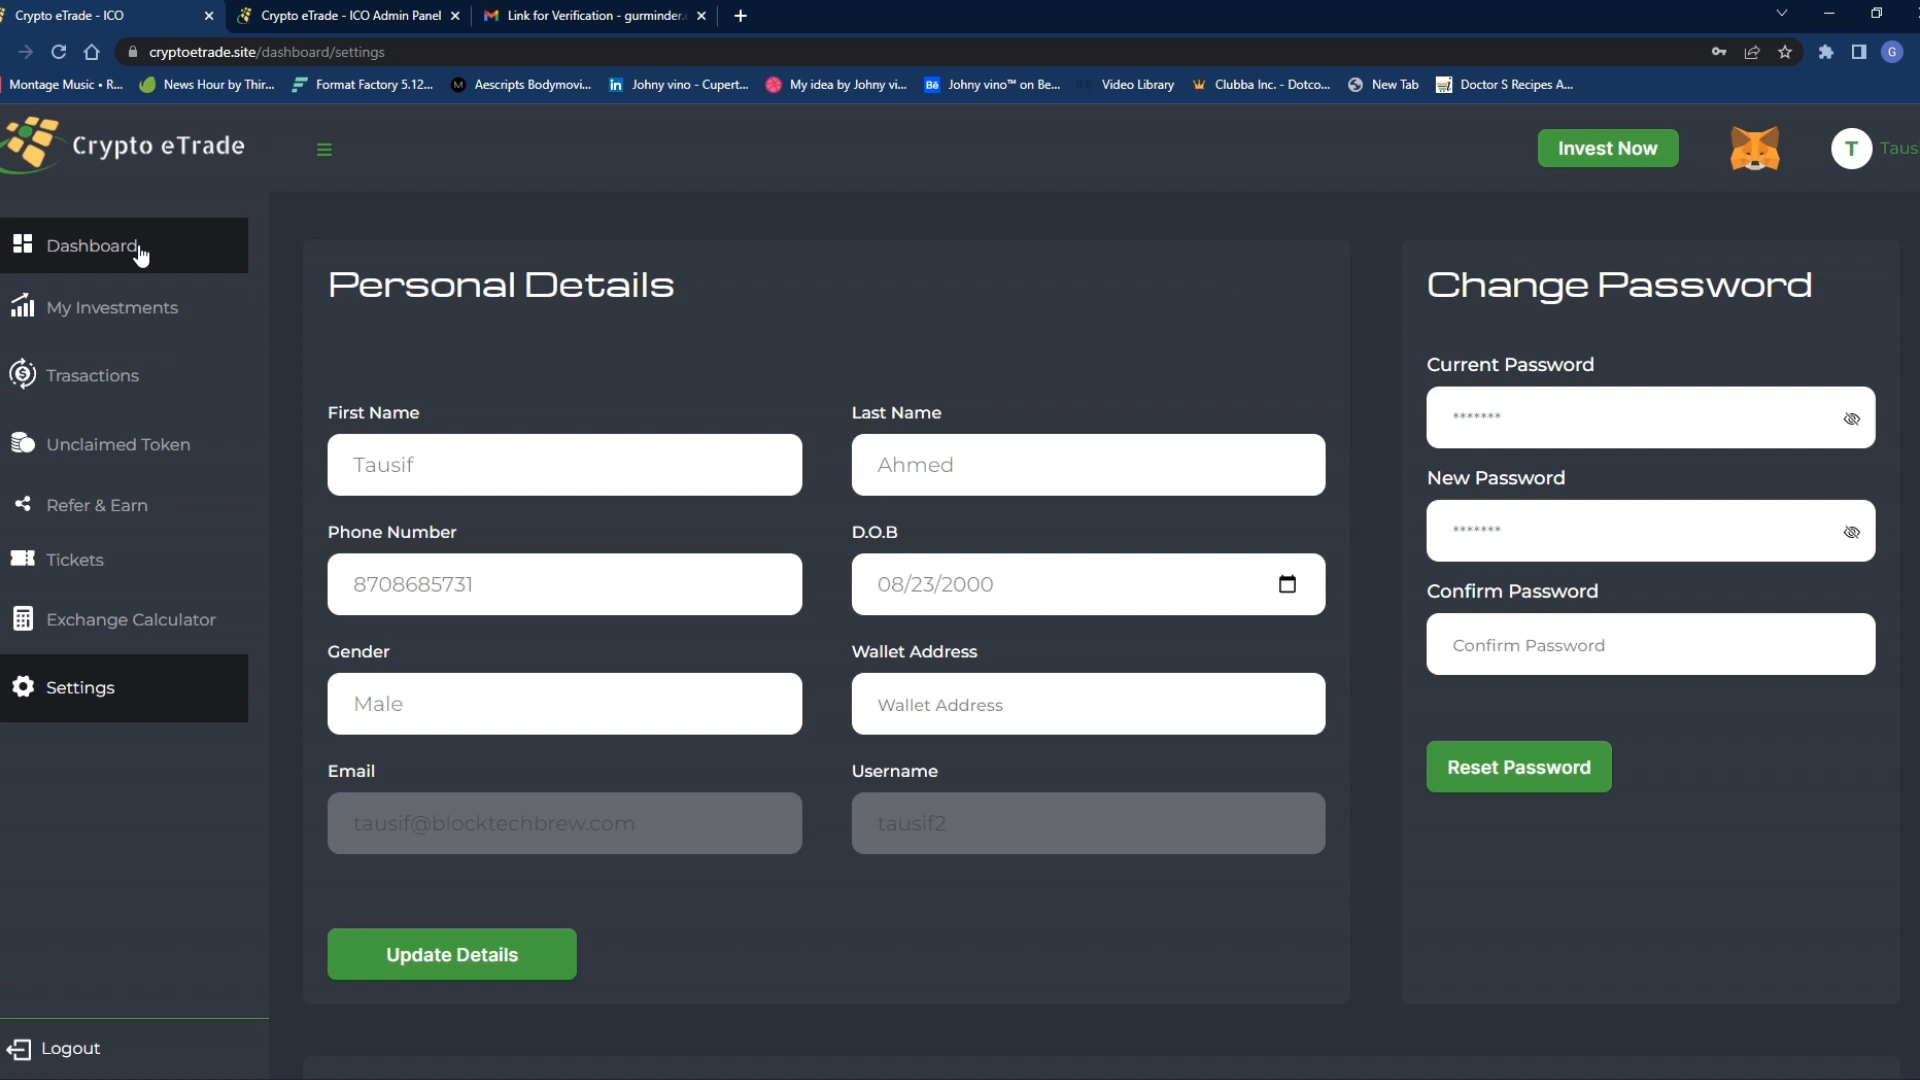 Crypto eTrade - ICO
Crypto eTrade - ICO Admin Panel
Link for Verification - gurminder.
cryptoetrade.site/dashboard/settings
G
Montage Music • R...
News Hour by Thir...
Format Factory 5.12...
Aescripts Bodymovi...
Johny vino - Cupert...
My idea by Johny vi...
Johny vino™ on Be...
Video Library
Clubba Inc. - Dotco...
New Tab
Doctor S Recipes A...
Crypto eTrade
Invest Now
T
Taus
Dashboard
My Investments
Trasactions
Unclaimed Token
Refer & Earn
Tickets
Exchange Calculator
Settings
Logout
Personal Details
First Name
Last Name
Tausif
Ahmed
Phone Number
D.O.B
8708685731
08/23/2000
Gender
Wallet Address
Male
Wallet Address
Email
Username
tausif@blocktechbrew.com
tausif2
Update Details
Change Password
Current Password
*******
New Password
*******
Confirm Password
Confirm Password
Reset Password